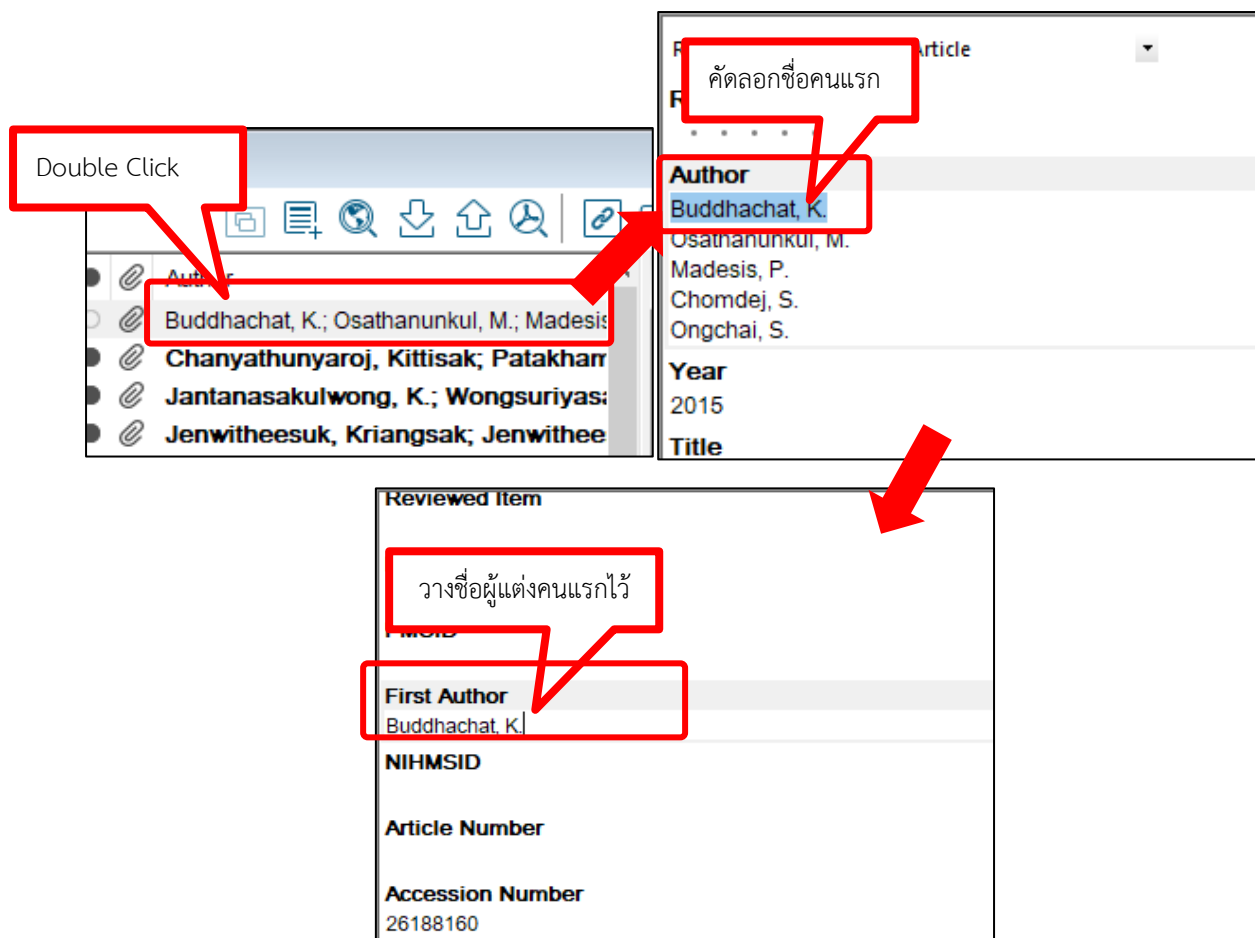 Double Click
Author
Buddhachat, K.; Osathanunkul, M.; Madesis
Chanyathunyaroj, Kittisak; Patakham
Jantanasakulwong, K.; Wongsuriyasa
Jenwitheesuk, Kriangsak; Jenwithee
Article
คัดลอกชื่อคนแรก
Author
Buddhachat, K.
Osathanunkul, M.
Madesis, P.
Chomdej, S.
Ongchai, S.
Year
2015
Title
Reviewed Item
วางชื่อผู้แต่งคนแรกไว้
PMCID
First Author
Buddhachat, K.
NIHMSID
Article Number
Accession Number
26188160